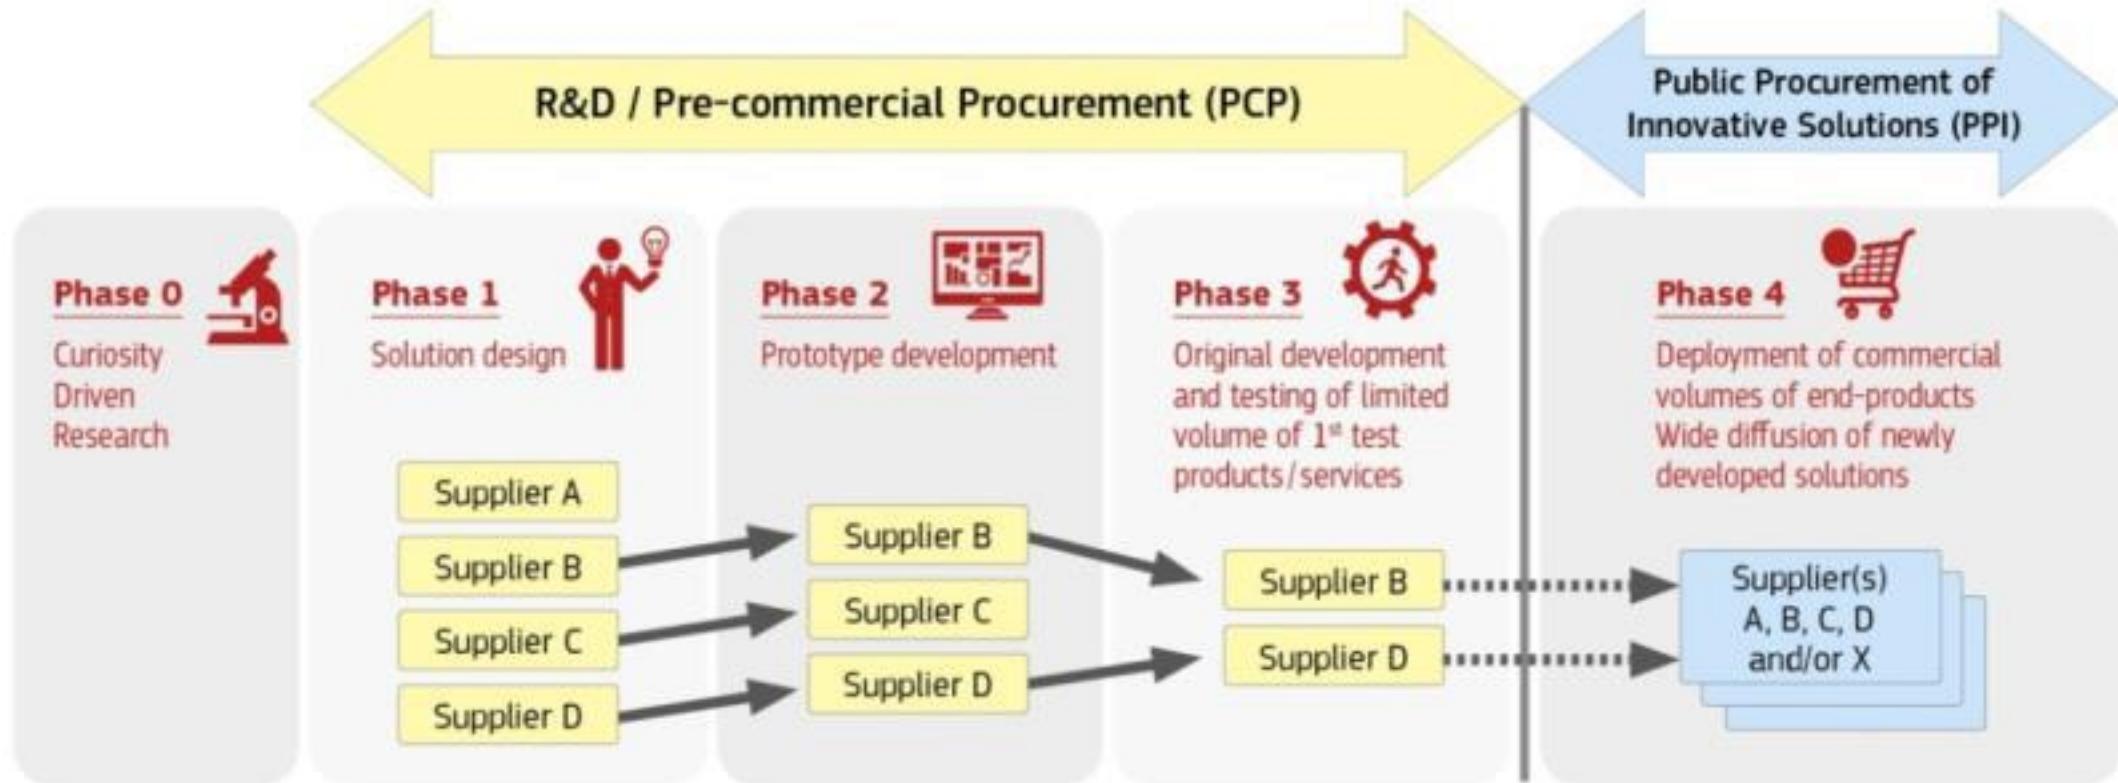 R&D / Pre-commercial Procurement (PCP)
Public Procurement of
Innovative Solutions (PPI)
Phase 0
Curiosity
Driven
Research
Phase 1
Solution design
Supplier A
Supplier B
Supplier C
Supplier D
Phase 2
Prototype development
Supplier B
Supplier C
Supplier D
Phase 3
Original development
and testing of limited
volume of 1st test
products/services
Supplier B
Supplier D
Phase 4
Deployment of commercial
volumes of end-products
Wide diffusion of newly
developed solutions
Supplier(s)
A, B, C, D
and/or X